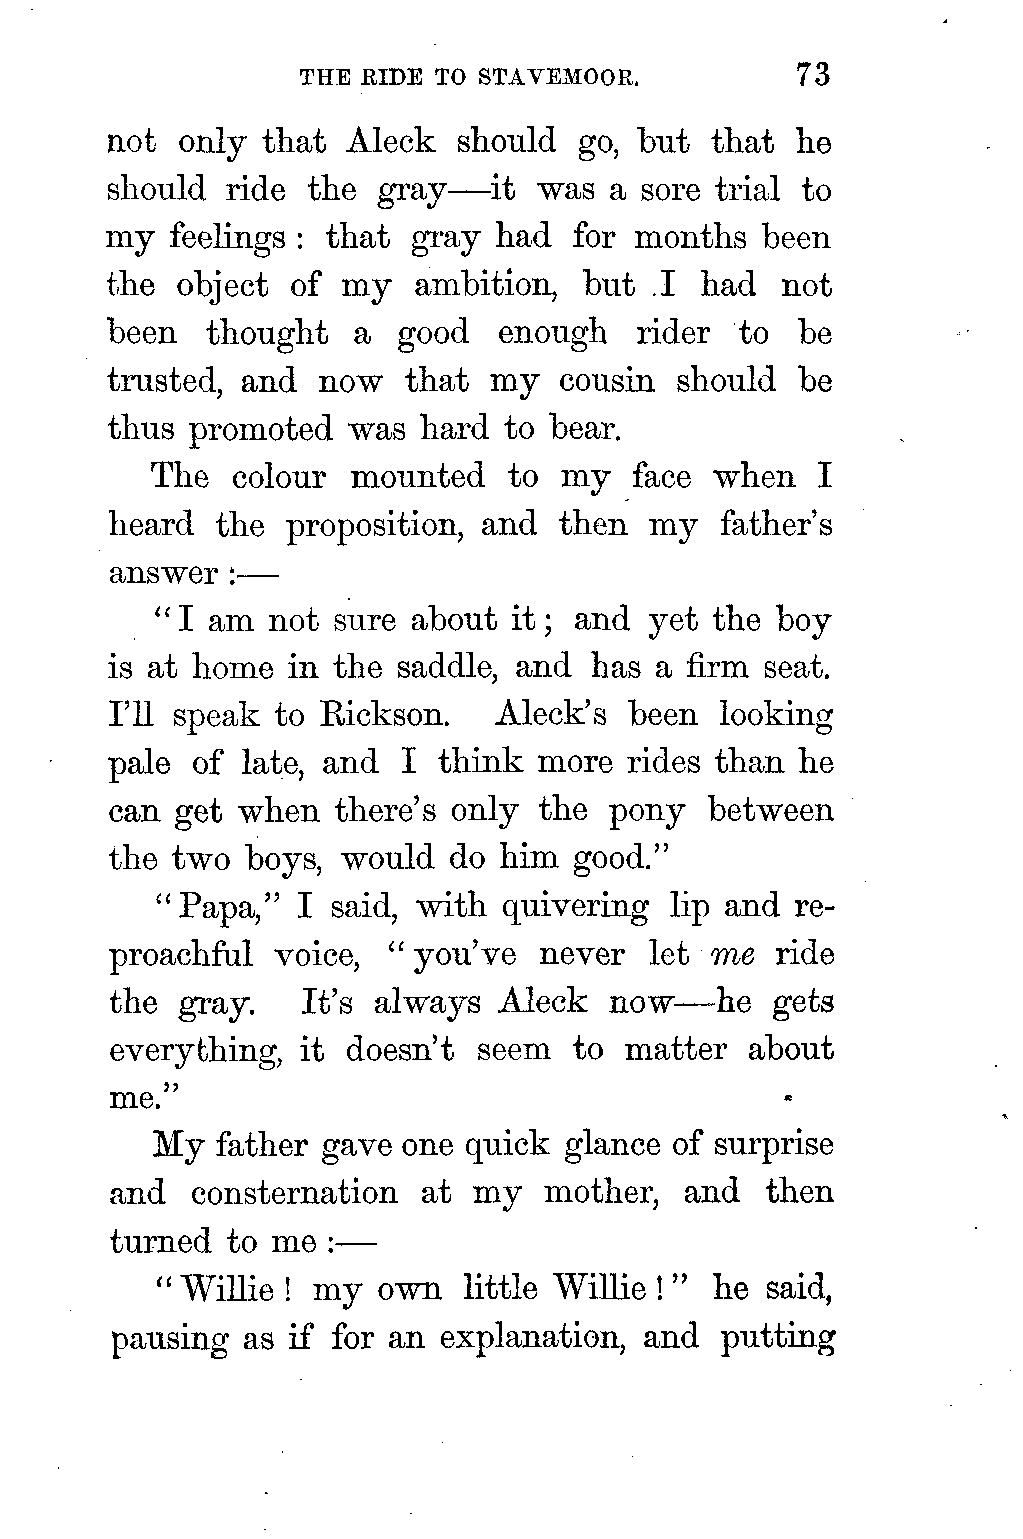 THE RIDE TO STAVEMOOR. 73
not only that Aleck should go, but that he
should ride the gray—it was a sore trial to
my feelings : that gray had for months been
the object of my ambition, but I had not
been thought a good enough rider to be
trusted, and now that my cousin should be
thus promoted was hard to bear.
The colour mounted to my face when I
heard the proposition, and then my father's
answer :—
“ I am not sure about it ; and yet the boy
is at home in the saddle, and has a firm seat.
I'll speak to Rickson. Aleck's been looking
pale of late, and I think more rides than he
can get when there's only the pony between
the two boys, would do him good.”
“ Papa,” I said, with quivering lip and re-
proachful voice, “ you've never let me ride
the gray. It's always Aleck now—he gets
everything, it doesn't seem to matter about
me.”
My father gave one quick glance of surprise
and consternation at my mother, and then
turned to me :—
“ Willie ! my own little Willie ! ” he said,
pausing as if for an explanation, and putting